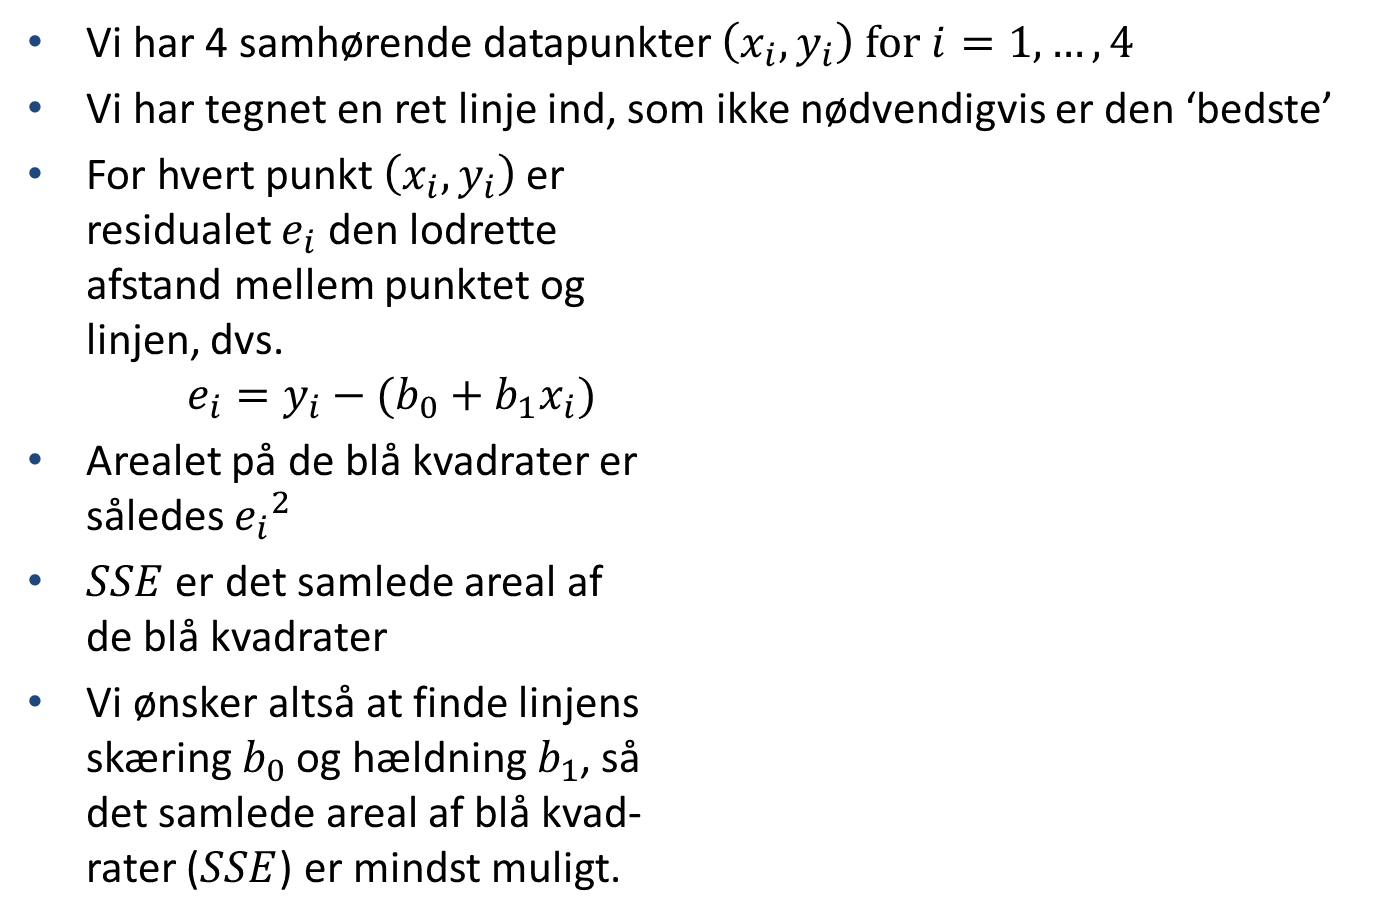 • Vi har 4 samhørende datapunkter (xᵢ, yᵢ) for i = 1, … , 4
• Vi har tegnet en ret linje ind, som ikke nødvendigvis er den ‘bedste’
• For hvert punkt (xᵢ, yᵢ) er
residualet eᵢ den lodrette
afstand mellem punktet og
linjen, dvs.
eᵢ = yᵢ − (b₀ + b₁xᵢ)
• Arealet på de blå kvadrater er
således eᵢ²
• SSE er det samlede areal af
de blå kvadrater
• Vi ønsker altså at finde linjens
skæring b₀ og hældning b₁, så
det samlede areal af blå kvad-
rater (SSE) er mindst muligt.